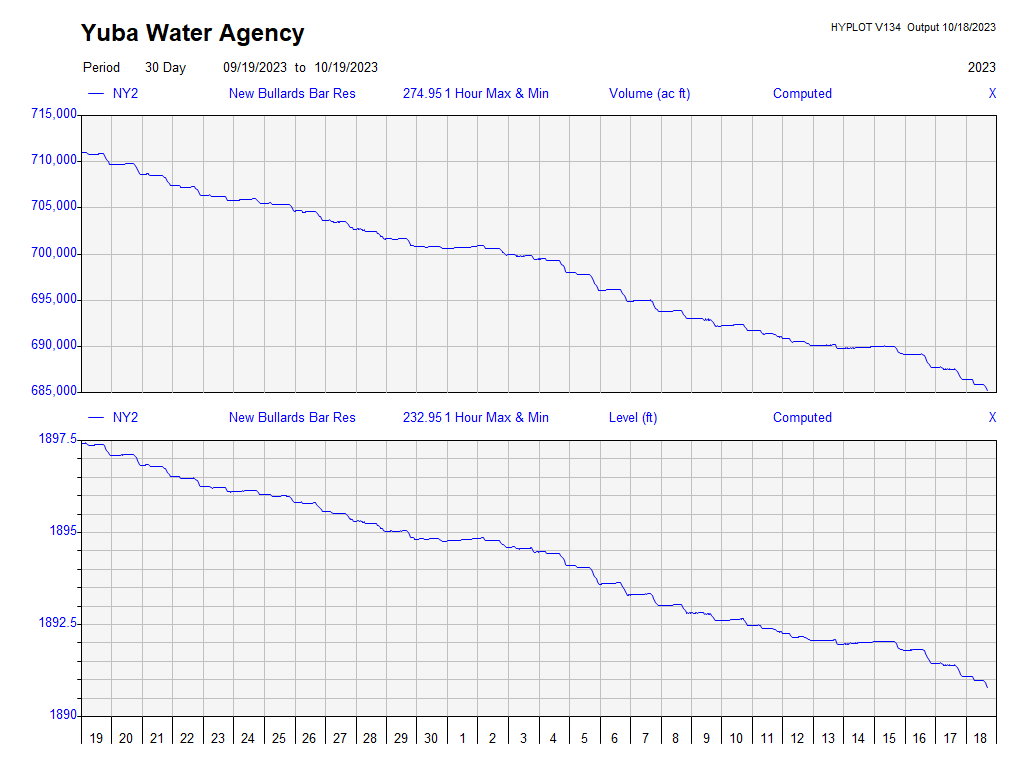 Yuba Water Agency
HYPLOT V134 Output 10/18/2023
Period 30 Day 09/19/2023 to 10/19/2023 2023
NY2 New Bullards Bar Res 274.95 1 Hour Max & Min Volume (ac ft) Computed X
715,000
710,000
705,000
700,000
695,000
690,000
685,000
NY2 New Bullards Bar Res 232.95 1 Hour Max & Min Level (ft) Computed X
1897.5
1895
1892.5
1890
19 20 21 22 23 24 25 26 27 28 29 30 1 2 3 4 5 6 7 8 9 10 11 12 13 14 15 16 17 18